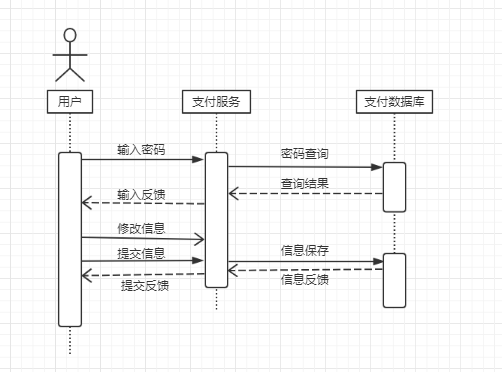 用户
支付服务
支付数据库
输入密码
密码查询
查询结果
输入反馈
修改信息
提交信息
信息保存
信息反馈
提交反馈